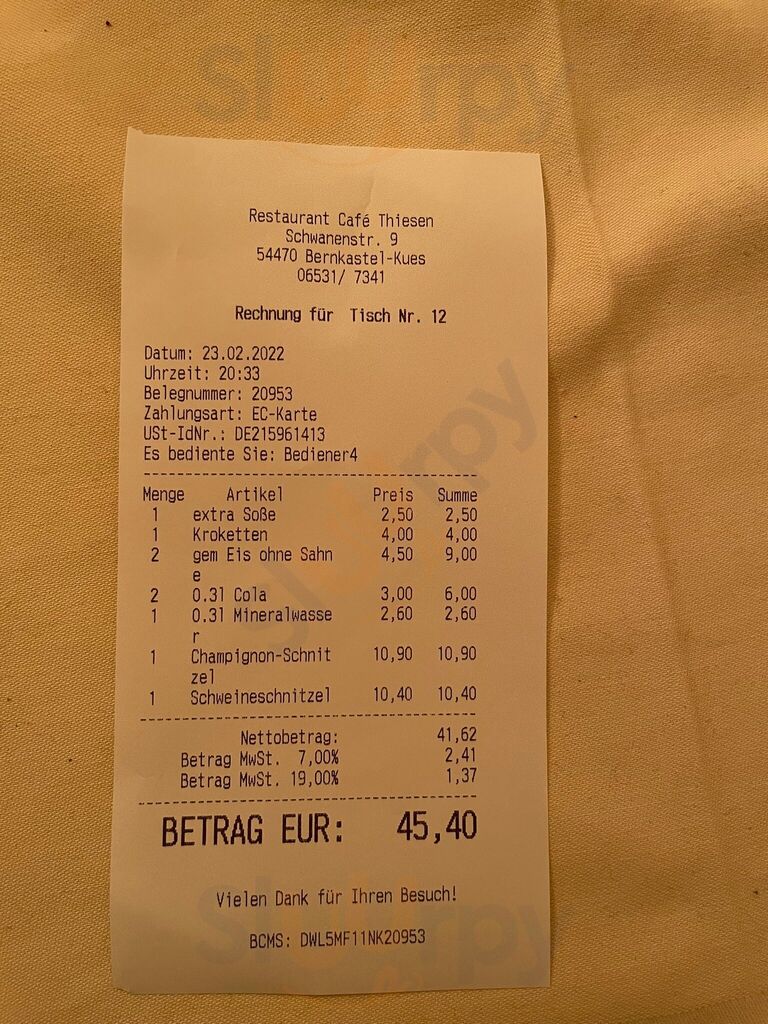 Slurrpy
Restaurant Café Thiesen
Schwanenstr. 9
54470 Bernkastel-Kues
06531/ 7341
Rechnung für Tisch Nr. 12
Datum: 23.02.2022
Uhrzeit: 20:33
Belegnummer: 20953
Zahlungsart: EC-Karte
USt-IdNr.: DE215961413
Es bediente Sie: Bediener4
Menge Artikel Preis Summe
1 extra Soße 2,50 2,50
1 Kroketten 4,00 4,00
2 gem Eis ohne Sahn 4,50 9,00
e
2 0.3l Cola 3,00 6,00
1 0.3l Mineralwasse 2,60 2,60
r
1 Champignon-Schnit 10,90 10,90
zel
1 Schweineschnitzel 10,40 10,40
Nettobetrag: 41,62
Betrag MwSt. 7,00% 2,41
Betrag MwSt. 19,00% 1,37
BETRAG EUR: 45,40
Vielen Dank für Ihren Besuch!
BCMS: DWL5MF11NK20953